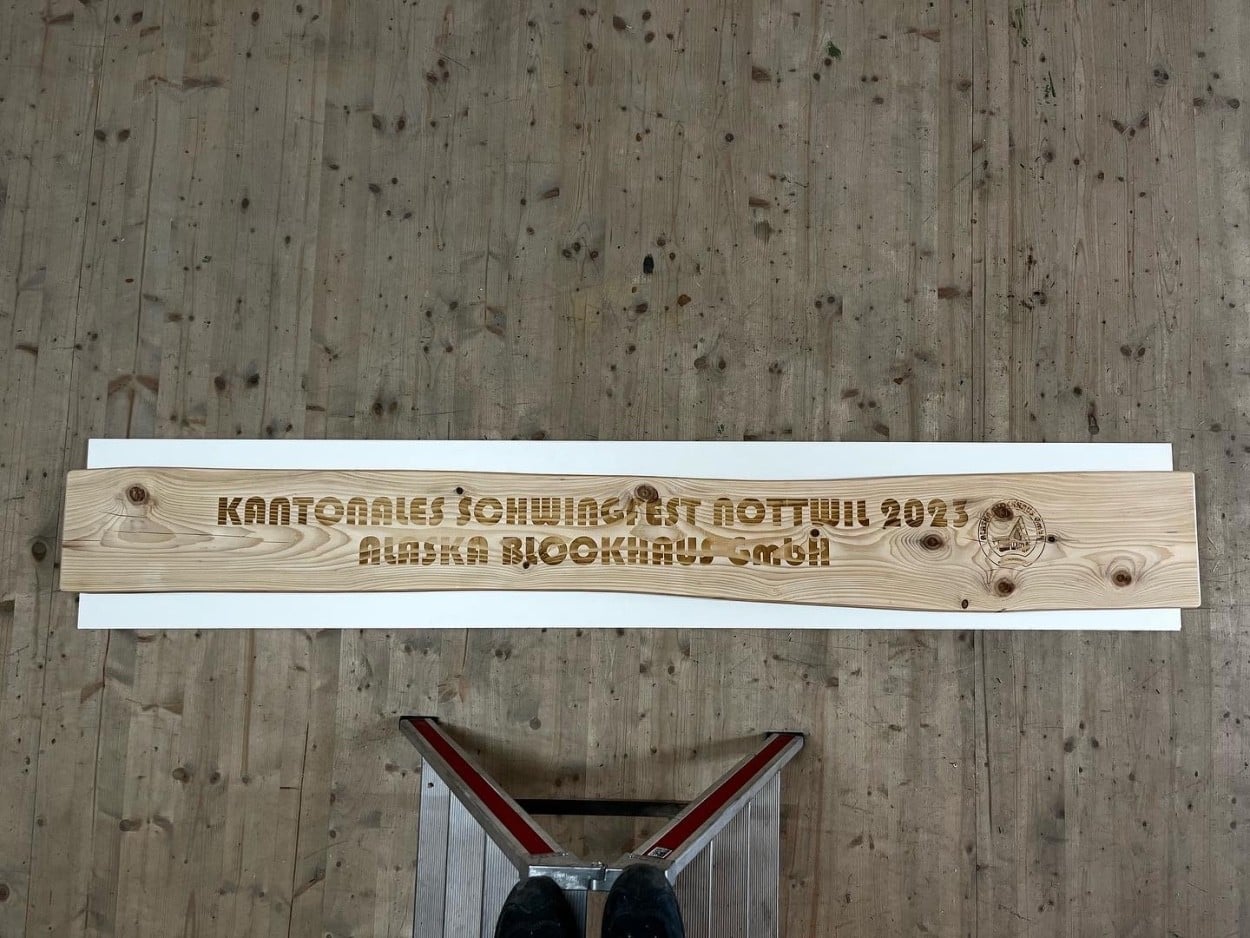 KANTONALES SCHWINGFEST NOTTWIL 2023
ALASKA BLOCKHAUS GmbH